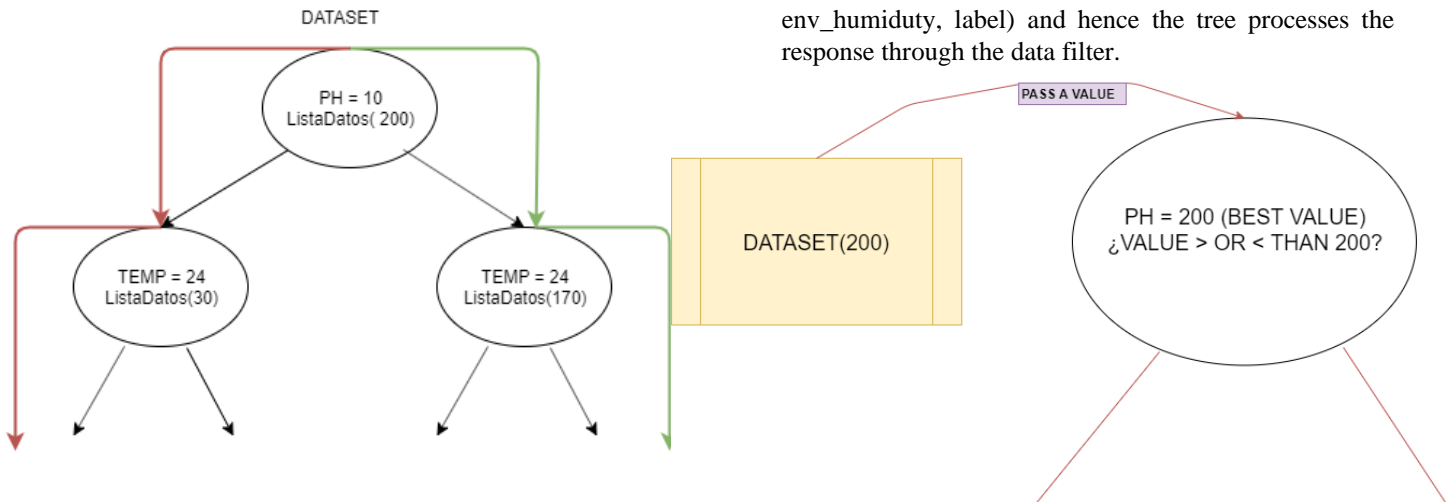 DATASET
PH = 10
ListaDatos( 200)
TEMP = 24
ListaDatos(30)
TEMP = 24
ListaDatos(170)
env_humiduty, label) and hence the tree processes the
response through the data filter.
PASS A VALUE
DATASET(200)
PH = 200 (BEST VALUE)
¿VALUE > OR < THAN 200?